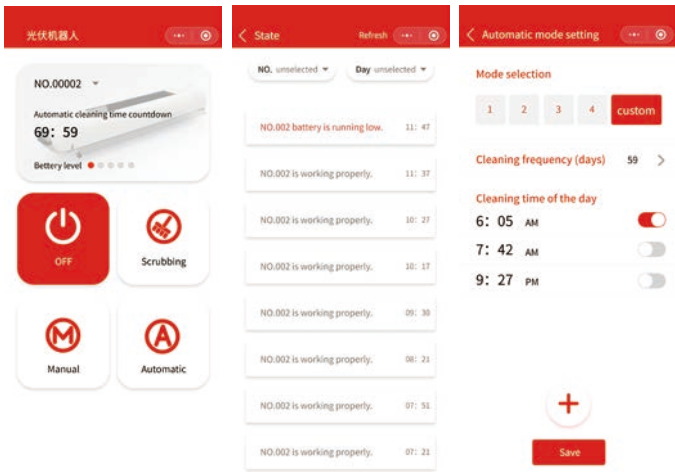 光伏机器人
NO.00002
Automatic cleaning time countdown
69: 59
Bettery level
OFF
Scrubbing
Manual
Automatic
State
Refresh
NO. unselected
Day unselected
NO.002 battery is running low. 11: 47
NO.002 is working properly. 11: 37
NO.002 is working properly. 10: 27
NO.002 is working properly. 10: 17
NO.002 is working properly. 09: 30
NO.002 is working properly. 08: 21
NO.002 is working properly. 07: 51
NO.002 is working properly. 07: 21
Automatic mode setting
Mode selection
1 2 3 4 custom
Cleaning frequency (days) 59
Cleaning time of the day
6: 05 AM
7: 42 AM
9: 27 PM
Save